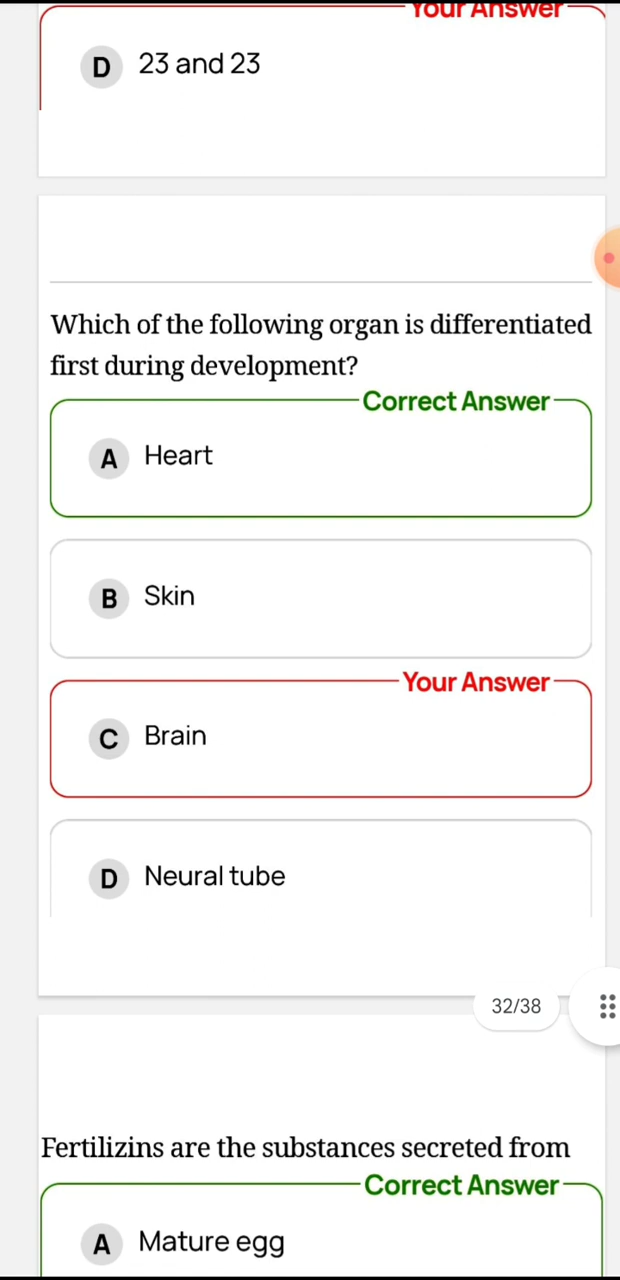 Your Answer
D 23 and 23
Which of the following organ is differentiated
first during development?
Correct Answer
A Heart
B Skin
Your Answer
C Brain
D Neural tube
32/38
Fertilizins are the substances secreted from
Correct Answer
A Mature egg